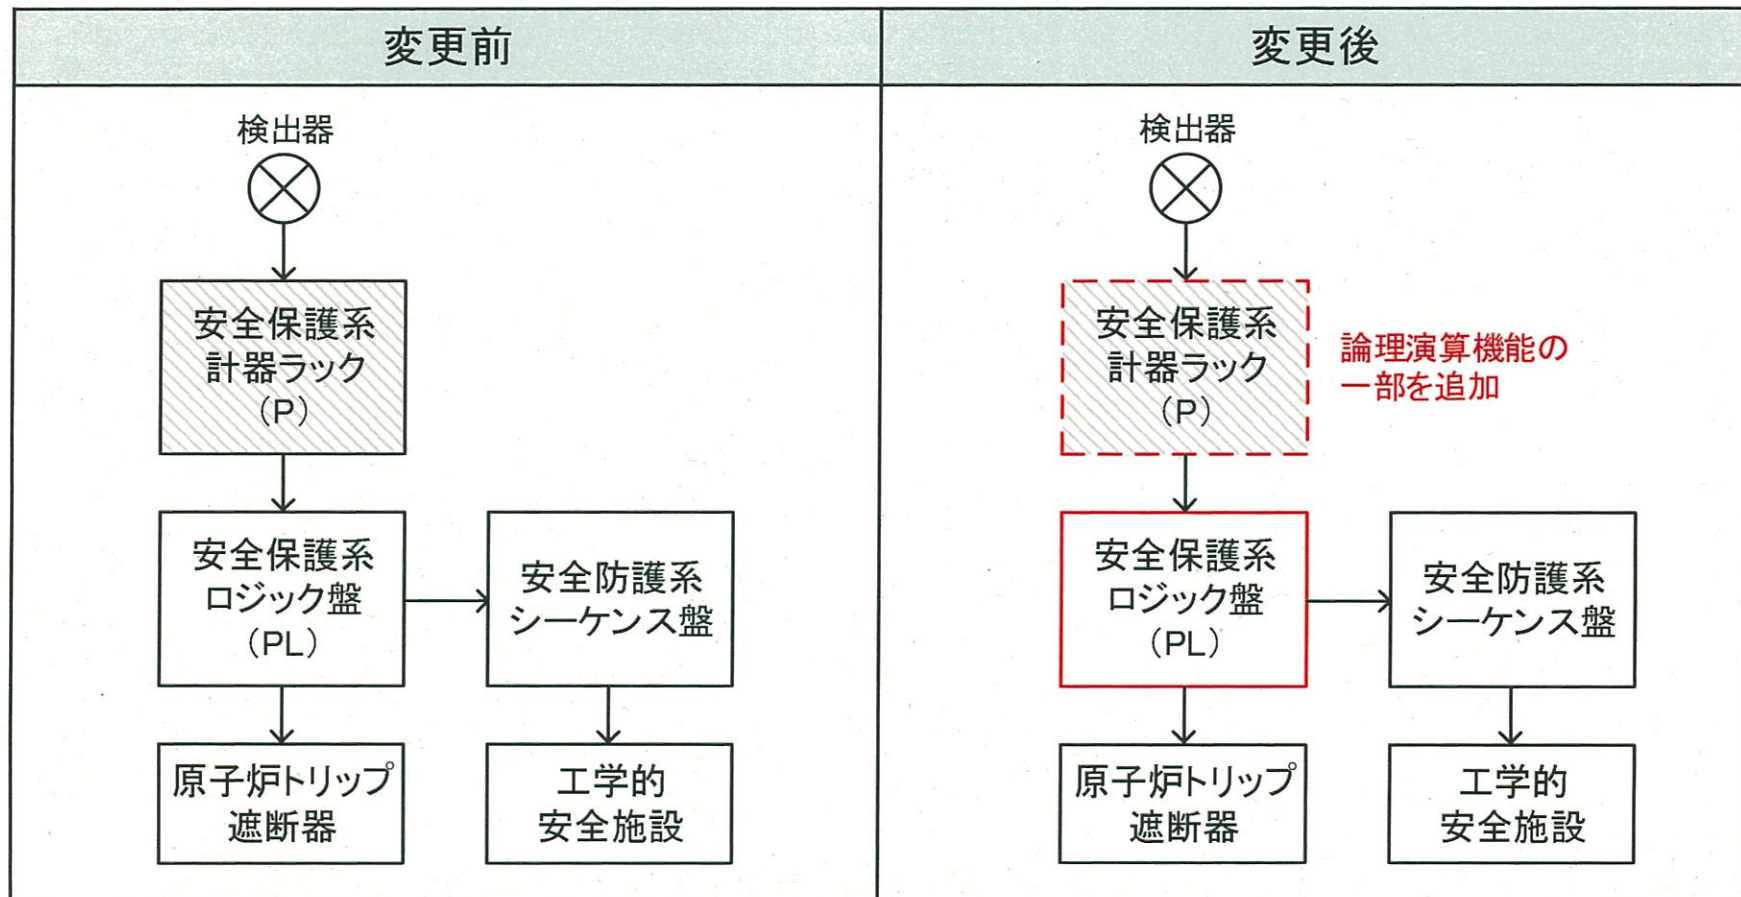 変更前
検出器
安全保護系
計器ラック
（P）
安全保護系
ロジック盤
（PL）
安全防護系
シーケンス盤
原子炉トリップ
遮断器
工学的
安全施設
変更後
検出器
安全保護系
計器ラック
（P）
論理演算機能の
一部を追加
安全保護系
ロジック盤
（PL）
安全防護系
シーケンス盤
原子炉トリップ
遮断器
工学的
安全施設